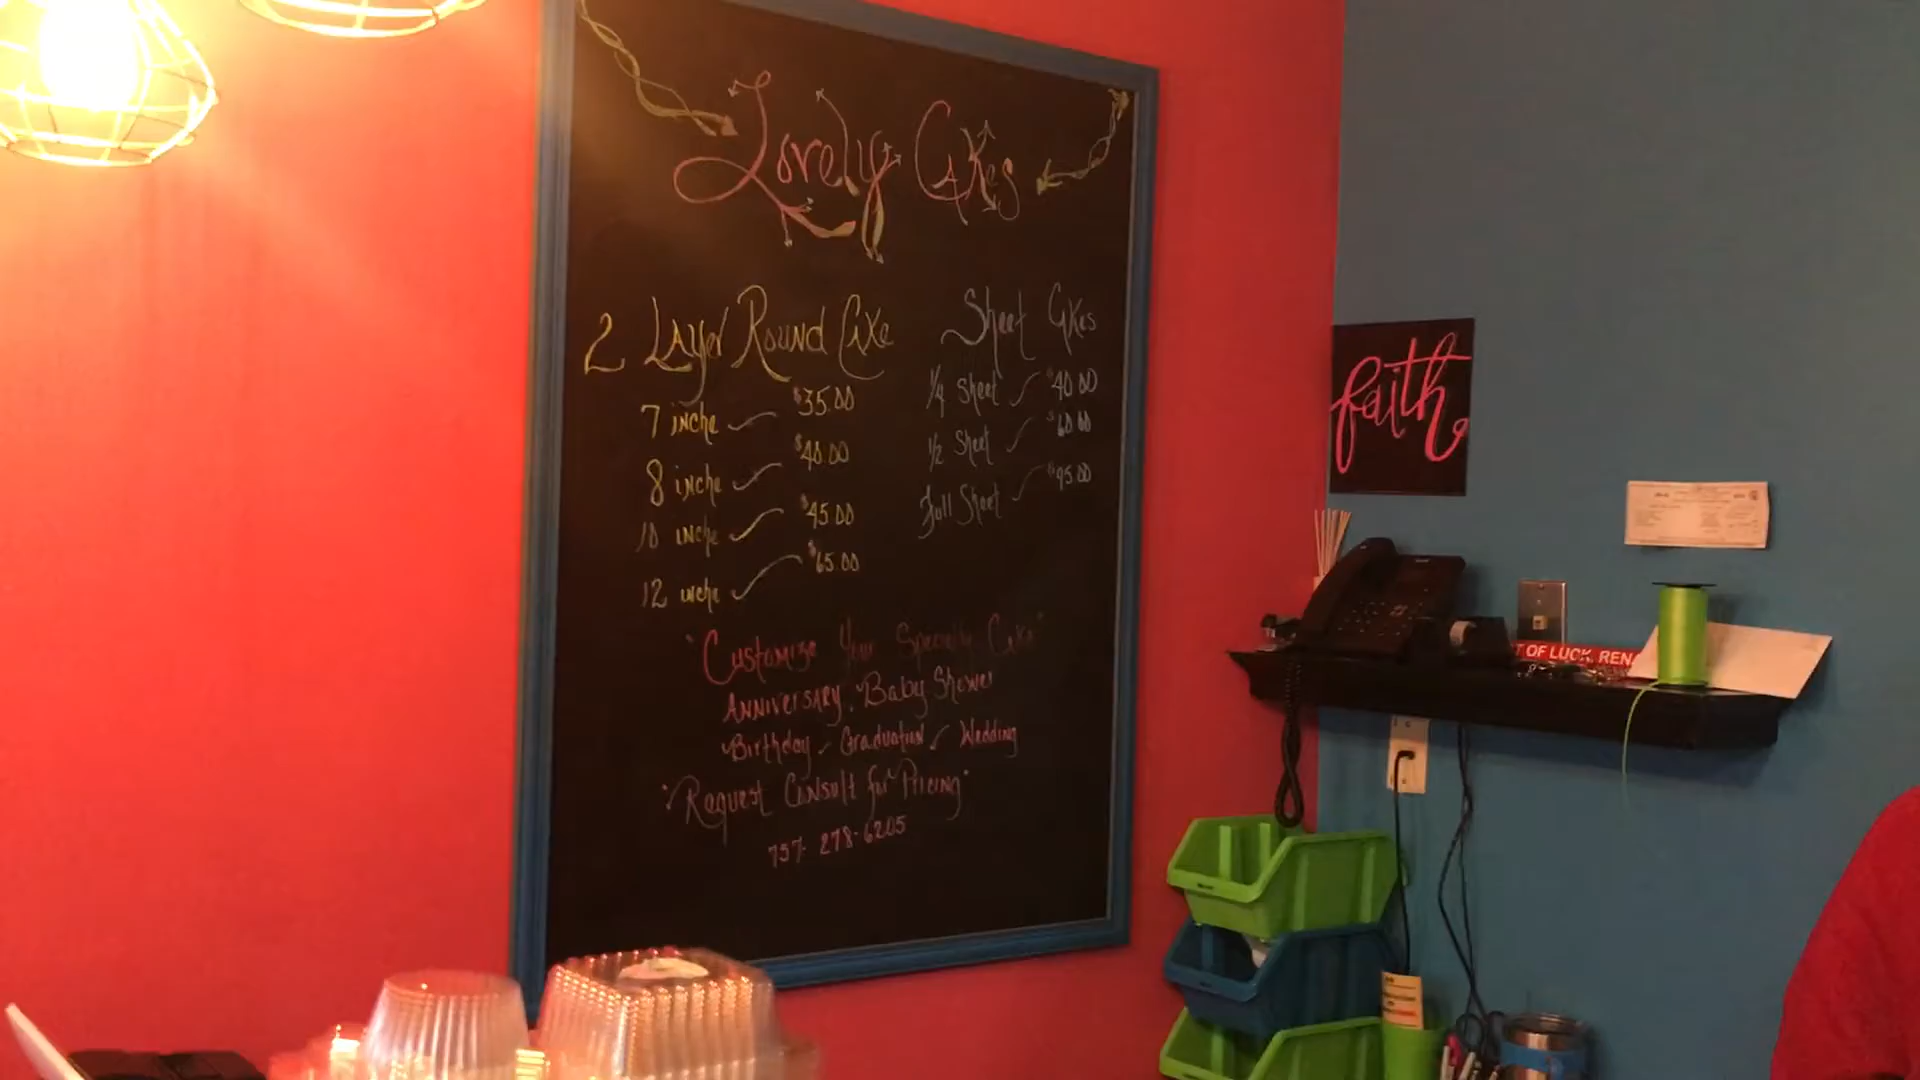 Lovely Cakes
2 Layer Round Cake
7 inche $35.00
8 inche $40.00
10 inche $45.00
12 inche $65.00
Sheet Cakes
1/4 Sheet $40.00
1/2 Sheet $60.00
Full Sheet $95.00
"Customize Your Specialty Cake"
Anniversary, Baby Shower
Birthday - Graduation - Wedding
"Request Consult for Pricing"
757-278-6205
faith
T OF LUCK, REN